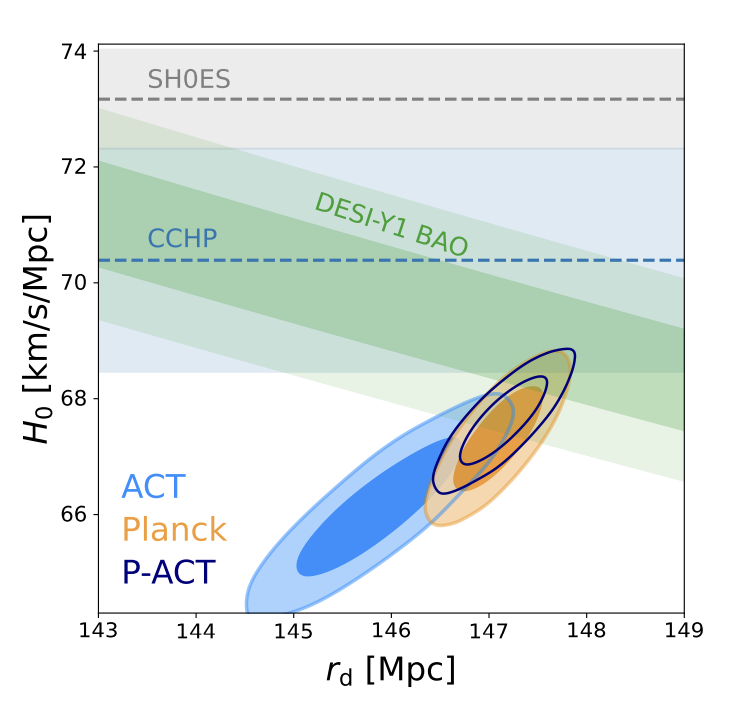 74
72
70
68
66
H₀ [km/s/Mpc]
SH0ES
DESI-Y1 BAO
CCHP
ACT
Planck
P-ACT
143 144 145 146 147 148 149
r_d [Mpc]